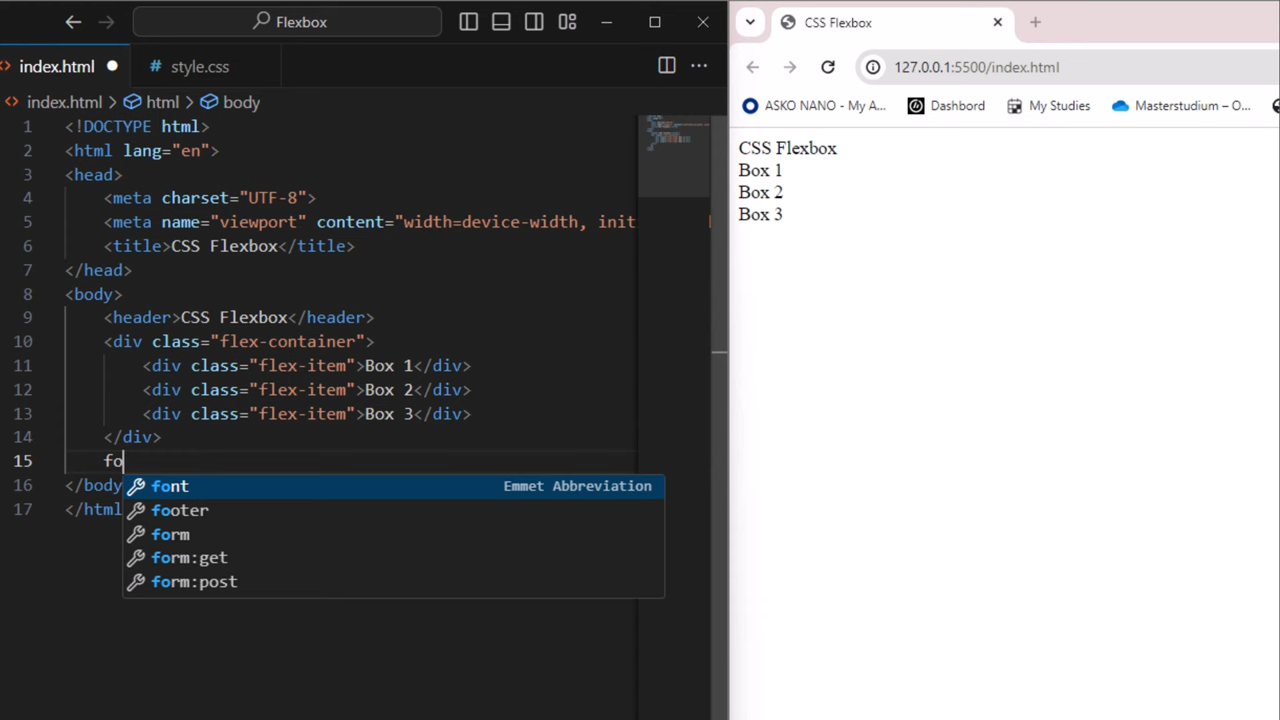 Flexbox
index.html
# style.css
index.html > html > body
1 <!DOCTYPE html>
2 <html lang="en">
3 <head>
4 <meta charset="UTF-8">
5 <meta name="viewport" content="width=device-width, init
6 <title>CSS Flexbox</title>
7 </head>
8 <body>
9 <header>CSS Flexbox</header>
10 <div class="flex-container">
11 <div class="flex-item">Box 1</div>
12 <div class="flex-item">Box 2</div>
13 <div class="flex-item">Box 3</div>
14 </div>
15 fo
16 </body
17 </html
font Emmet Abbreviation
footer
form
form:get
form:post
CSS Flexbox
127.0.0.1:5500/index.html
ASKO NANO - My A... Dashbord My Studies Masterstudium – O...
CSS Flexbox
Box 1
Box 2
Box 3